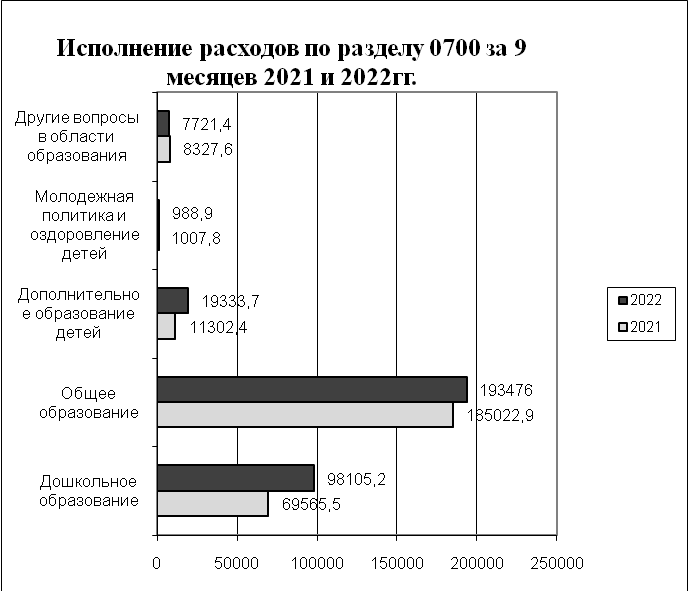 Исполнение расходов по разделу 0700 за 9
месяцев 2021 и 2022гг.
Другие вопросы
в области
образования
7721,4
8327,6
Молодежная
политика и
оздоровление
детей
988,9
1007,8
Дополнительно
е образование
детей
19333,7
11302,4
Общее
образование
193476
185022,9
Дошкольное
образование
98105,2
69565,5
0 50000 100000 150000 200000 250000
2022
2021